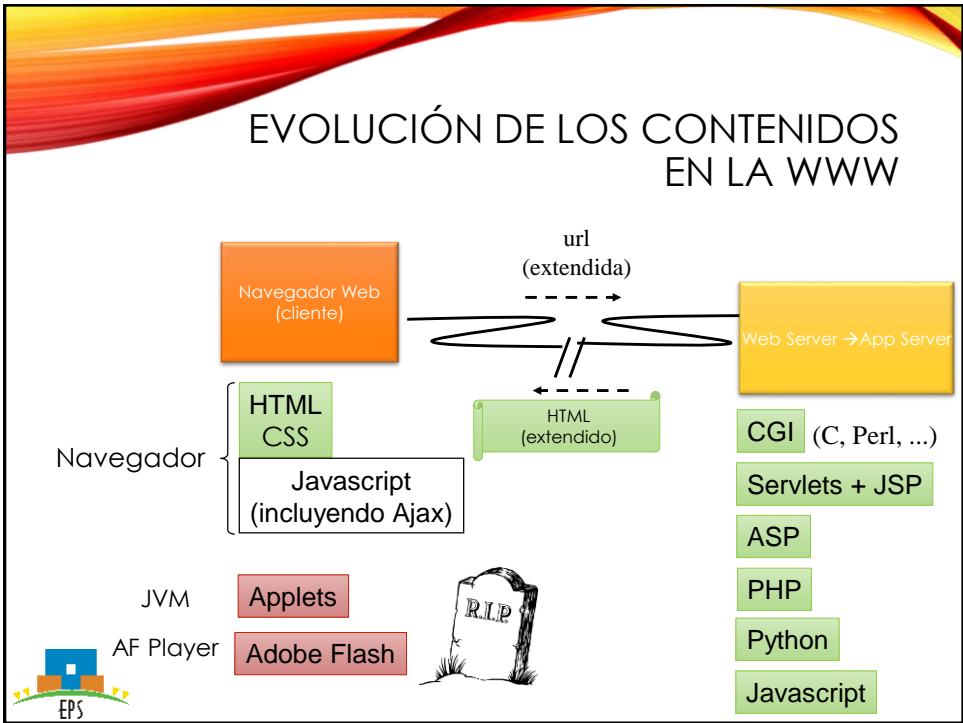 EVOLUCIÓN DE LOS CONTENIDOS
EN LA WWW
url
(extendida)
Navegador Web
(cliente)
Web Server →App Server
HTML
(extendido)
Navegador
HTML
CSS
Javascript
(incluyendo Ajax)
JVM
Applets
AF Player
Adobe Flash
R.I.P
CGI (C, Perl, ...)
Servlets + JSP
ASP
PHP
Python
Javascript
EPS